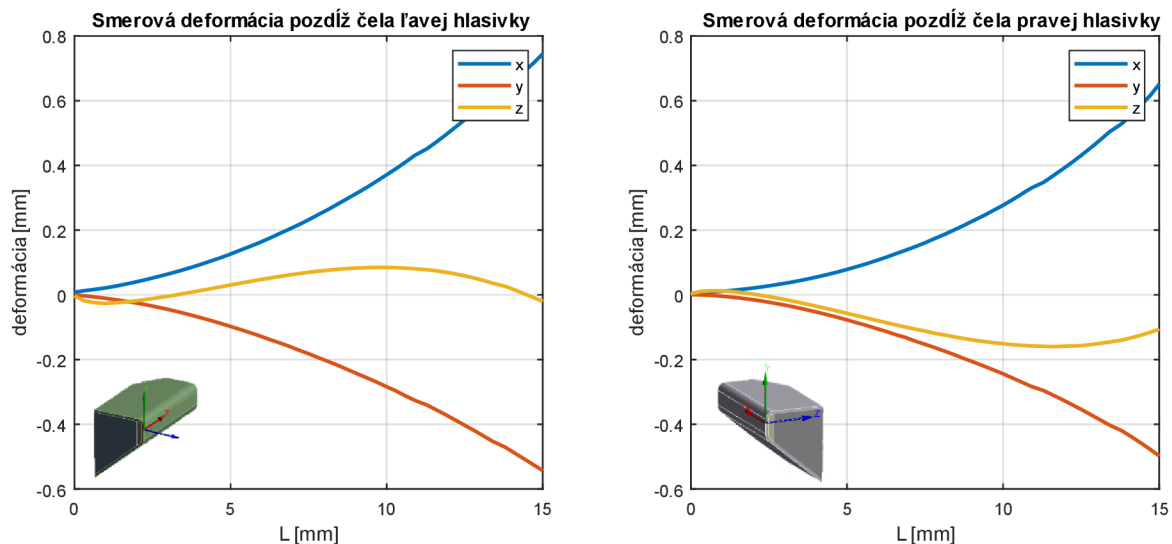 Smerová deformácia pozdĺž čela ľavej hlasivky
0.8
0.6
0.4
0.2
0
-0.2
-0.4
-0.6
deformácia [mm]
x
y
z
0
5
10
15
L [mm]
Smerová deformácia pozdĺž čela pravej hlasivky
0.8
0.6
0.4
0.2
0
-0.2
-0.4
-0.6
deformácia [mm]
x
y
z
Z
0
5
10
15
L [mm]